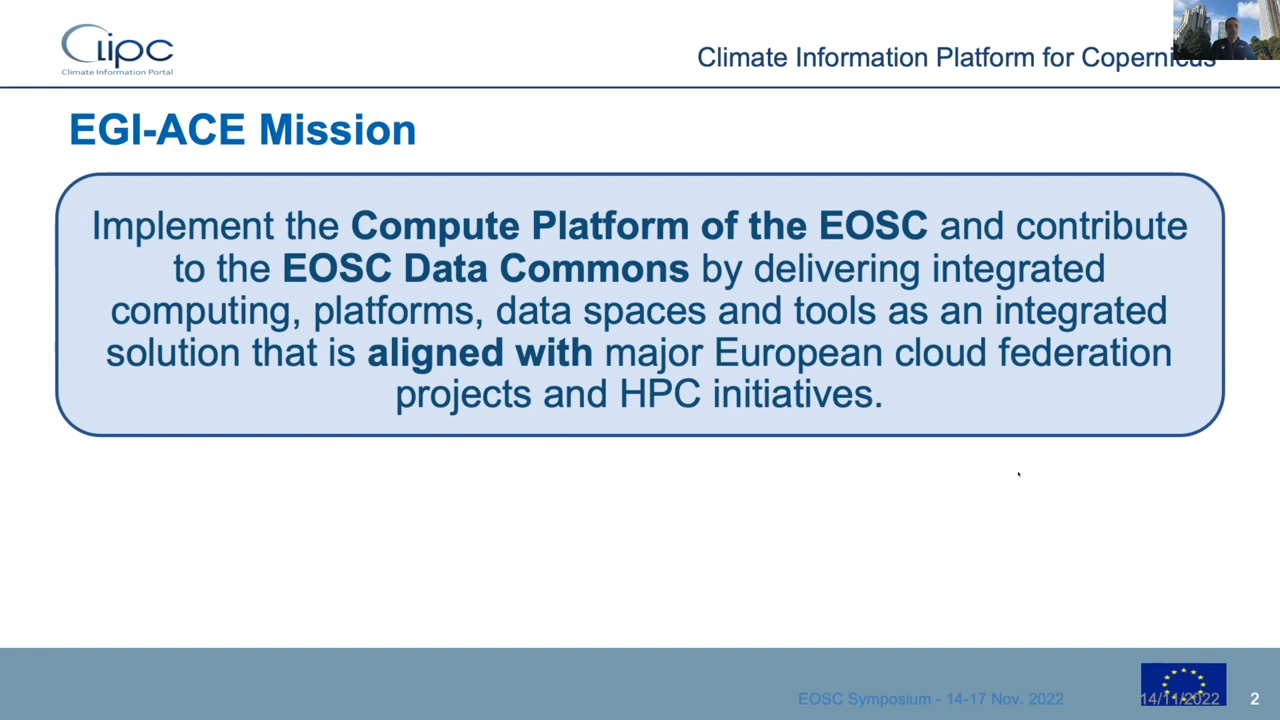 Clipc
Climate Information Portal
Climate Information Platform for Copernicus
EGI-ACE Mission
Implement the Compute Platform of the EOSC and contribute
to the EOSC Data Commons by delivering integrated
computing, platforms, data spaces and tools as an integrated
solution that is aligned with major European cloud federation
projects and HPC initiatives.
EOSC Symposium - 14-17 Nov. 2022
14/11/2022
2